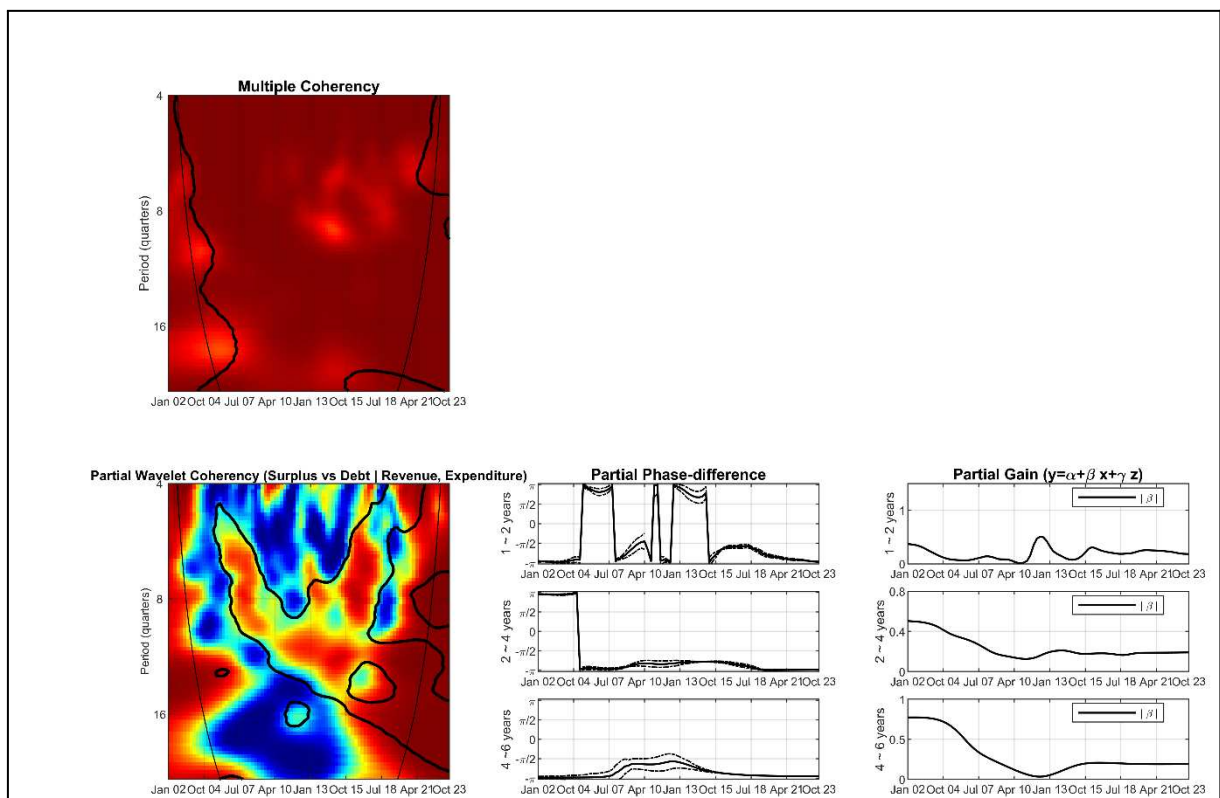 Multiple Coherency
4
8
16
Period (quarters)
Jan 02 Oct 04 Jul 07 Apr 10 Jan 13 Oct 15 Jul 18 Apr 21 Oct 23
Partial Wavelet Coherency (Surplus vs Debt | Revenue, Expenditure)
4
8
16
Period (quarters)
Jan 02 Oct 04 Jul 07 Apr 10 Jan 13 Oct 15 Jul 18 Apr 21 Oct 23
Partial Phase-difference
1 ~ 2 years
π
π/2
0
-π/2
-π
Jan 02 Oct 04 Jul 07 Apr 10 Jan 13 Oct 15 Jul 18 Apr 21 Oct 23
2 ~ 4 years
π
π/2
0
-π/2
-π
Jan 02 Oct 04 Jul 07 Apr 10 Jan 13 Oct 15 Jul 18 Apr 21 Oct 23
4 ~6 years
π
π/2
0
-π/2
-π
Jan 02 Oct 04 Jul 07 Apr 10 Jan 13 Oct 15 Jul 18 Apr 21 Oct 23
Partial Gain (y=α+β x+γ z)
1 ~ 2 years
1
0
| β |
Jan 02 Oct 04 Jul 07 Apr 10 Jan 13 Oct 15 Jul 18 Apr 21 Oct 23
2 ~ 4 years
0.8
0.4
0
| β |
Jan 02 Oct 04 Jul 07 Apr 10 Jan 13 Oct 15 Jul 18 Apr 21 Oct 23
4 ~ 6 years
1
0.5
0
| β |
Jan 02 Oct 04 Jul 07 Apr 10 Jan 13 Oct 15 Jul 18 Apr 21 Oct 23